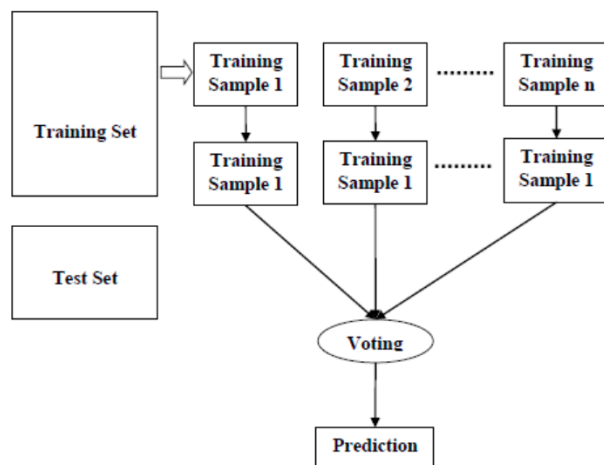 Training Set
Training
Sample 1
Training
Sample 2
Training
Sample n
Training
Sample 1
Training
Sample 1
Training
Sample 1
Test Set
Voting
Prediction